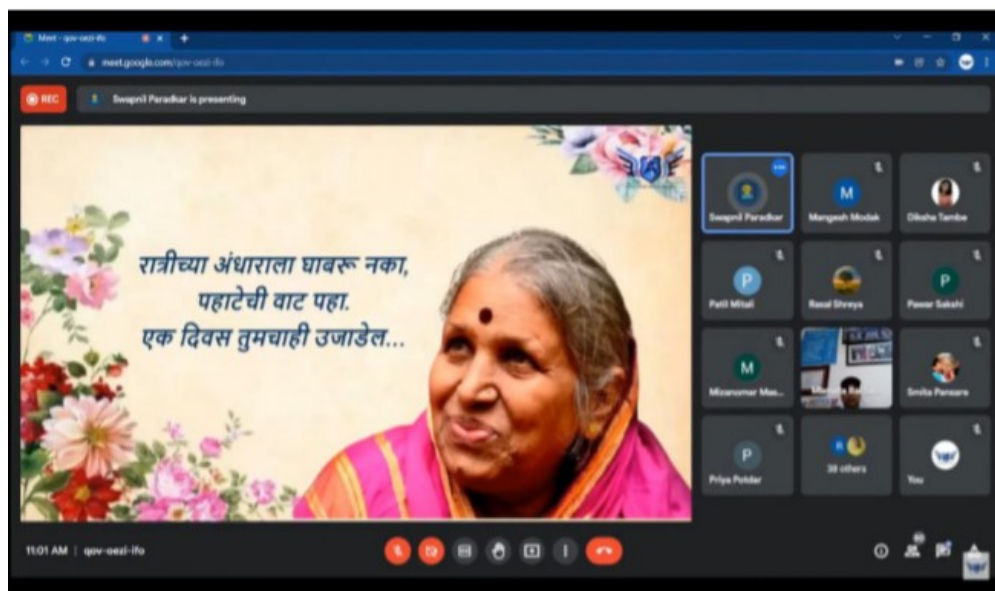 Meet - qov-oezi-ifo
meet.google.com/qov-oezi-ifo
REC
Swapnil Paradkar is presenting
रात्रीच्या अंधाराला घाबरू नका,
पहाटेची वाट पहा.
एक दिवस तुमचाही उजाडेल...
Swapnil Paradkar
M
Mangesh Modak
Diksha Tambe
P
Patil Mitali
Rasal Shreya
P
Pawar Sakshi
M
Mizanomar Mas...
Smita Pansare
P
Priya Potdar
R
38 others
You
11:01 AM | qov-oezi-ifo